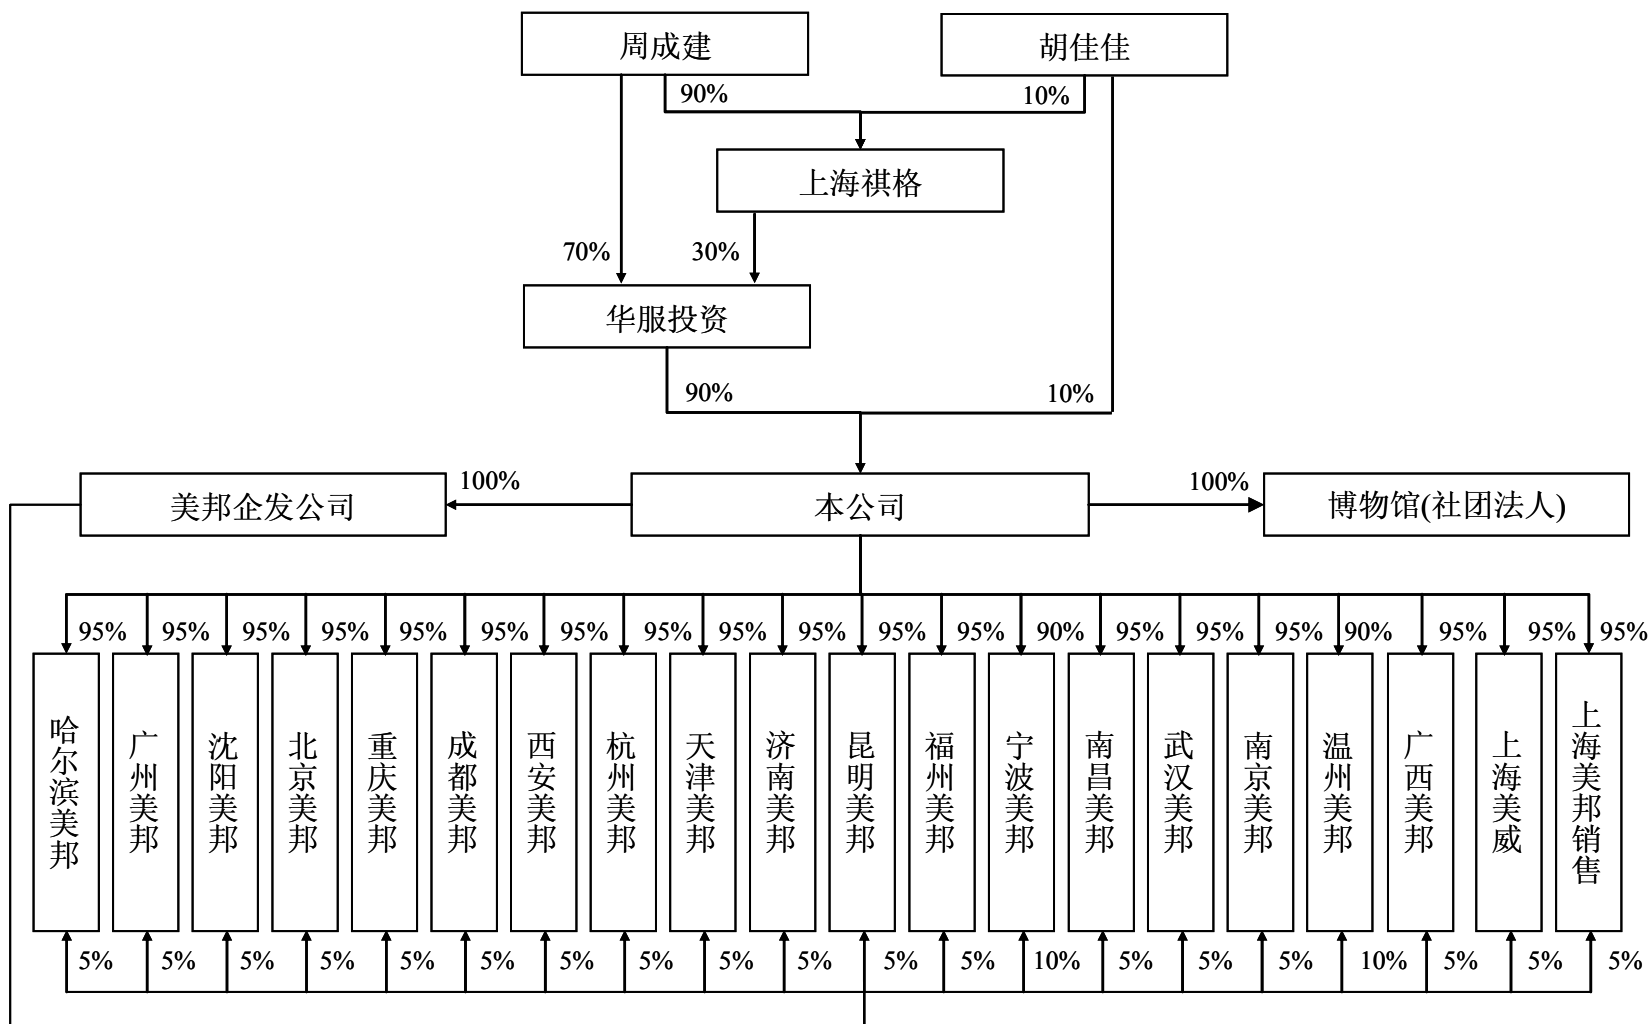 周成建
胡佳佳
90%
10%
上海祺格
70%
30%
华服投资
90%
10%
美邦企发公司
100%
本公司
100%
博物馆(社团法人)
95% 95% 95% 95% 95% 95% 95% 95% 95% 95% 95% 95% 90% 95% 95% 95% 90% 95% 95% 95%
哈尔滨美邦
广州美邦
沈阳美邦
北京美邦
重庆美邦
成都美邦
西安美邦
杭州美邦
天津美邦
济南美邦
昆明美邦
福州美邦
宁波美邦
南昌美邦
武汉美邦
南京美邦
温州美邦
广西美邦
上海美威
上海美邦销售
5% 5% 5% 5% 5% 5% 5% 5% 5% 5% 5% 5% 10% 5% 5% 5% 10% 5% 5% 5%